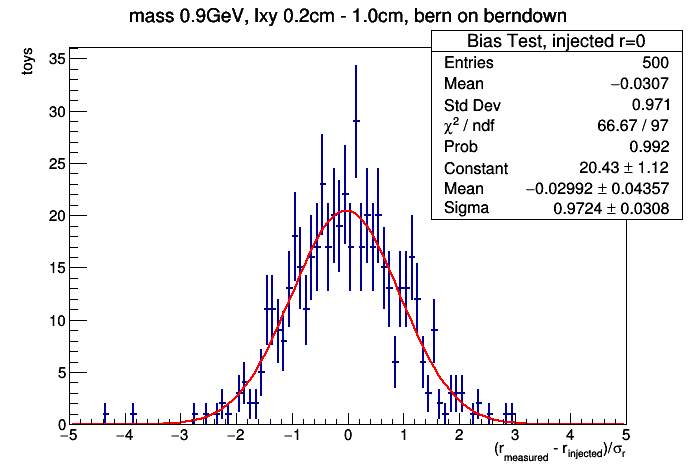 mass 0.9GeV, lxy 0.2cm - 1.0cm, bern on berndown
toys
Bias Test, injected r=0
Entries 500
Mean −0.0307
Std Dev 0.971
χ² / ndf 66.67 / 97
Prob 0.992
Constant 20.43 ± 1.12
Mean −0.02992 ± 0.04357
Sigma 0.9724 ± 0.0308
35
30
25
20
15
10
5
0
−5 −4 −3 −2 −1 0 1 2 3 4 5
(r_measured - r_injected)/σ_r